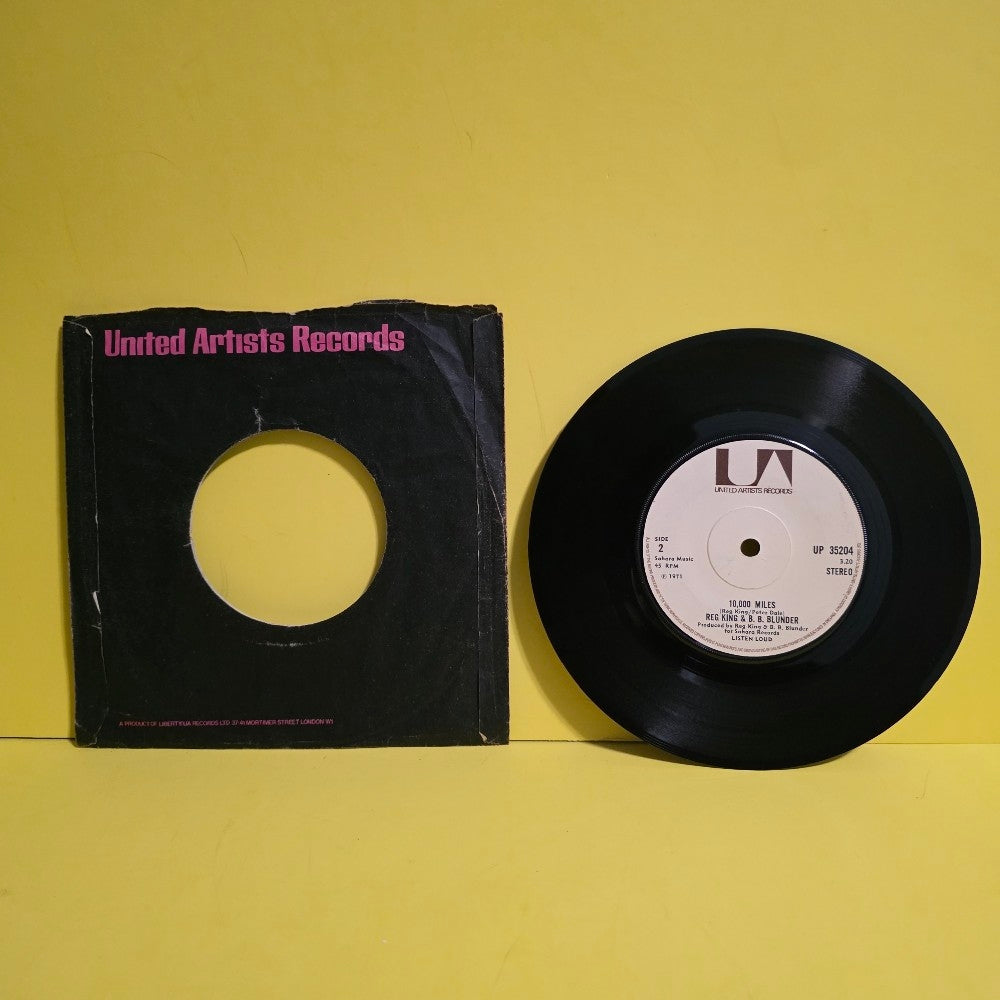 United Artists Records
A PRODUCT OF LIBERTY/UA RECORDS LTD. 37-41 MORTIMER STREET LONDON W1
UA
UNITED ARTISTS RECORDS
SIDE
2
Sahara Music
45 RPM
℗ 1971
UP 35204
3.20
STEREO
10,000 MILES
(Reg King/Peter Dale)
REG KING & B. B. BLUNDER
Produced by Reg King & B. B. Blunder
for Sahara Records
LISTEN LOUD